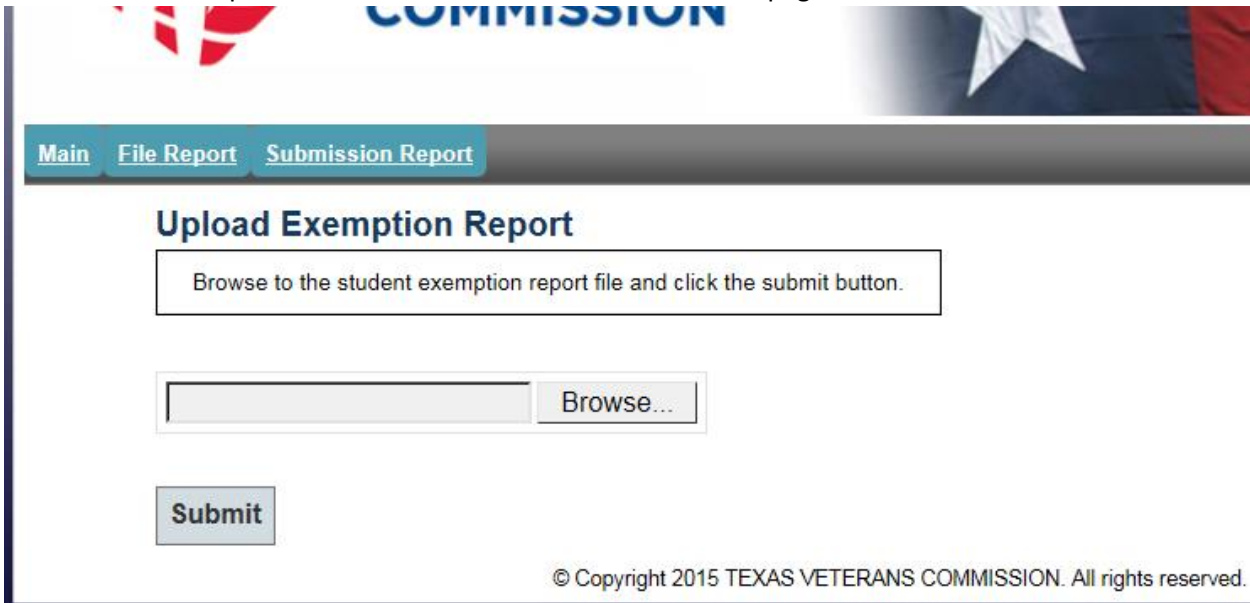 COMMISSION
Main File Report Submission Report
Upload Exemption Report
Browse to the student exemption report file and click the submit button.
Browse...
Submit
© Copyright 2015 TEXAS VETERANS COMMISSION. All rights reserved.